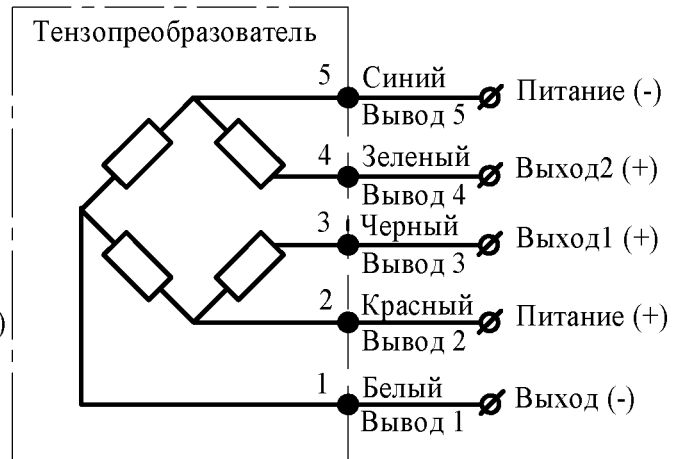 Тензопреобразователь
5 Синий
Вывод 5
Питание (-)
4 Зеленый
Вывод 4
Выход2 (+)
3 Черный
Вывод 3
Выход1 (+)
2 Красный
Вывод 2
Питание (+)
)
1 Белый
Вывод 1
Выход (-)